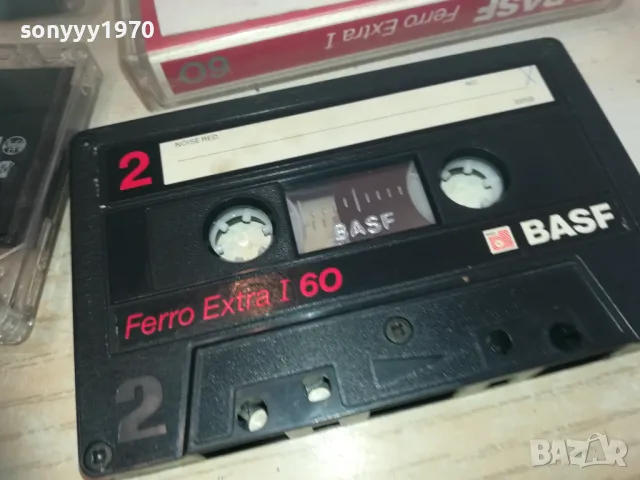 sonyyy1970
BASF
Ferro Extra I
60
2
NOISE RED.
BASF
BASF
Ferro Extra I 60
2
BAZAR